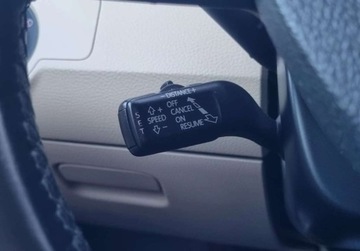 - DISTANCE +
SET
SPEED + -
OFF
CANCEL
ON
RESUME